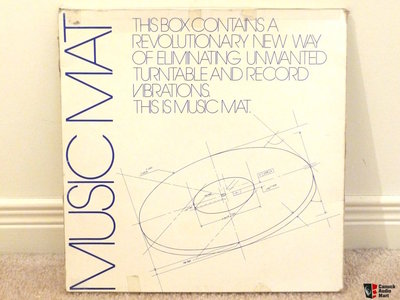 MUSIC MAT
THIS BOX CONTAINS A
REVOLUTIONARY NEW WAY
OF ELIMINATING UNWANTED
TURNTABLE AND RECORD
VIBRATIONS.
THIS IS MUSIC MAT.
Canuck
Audio
Mart